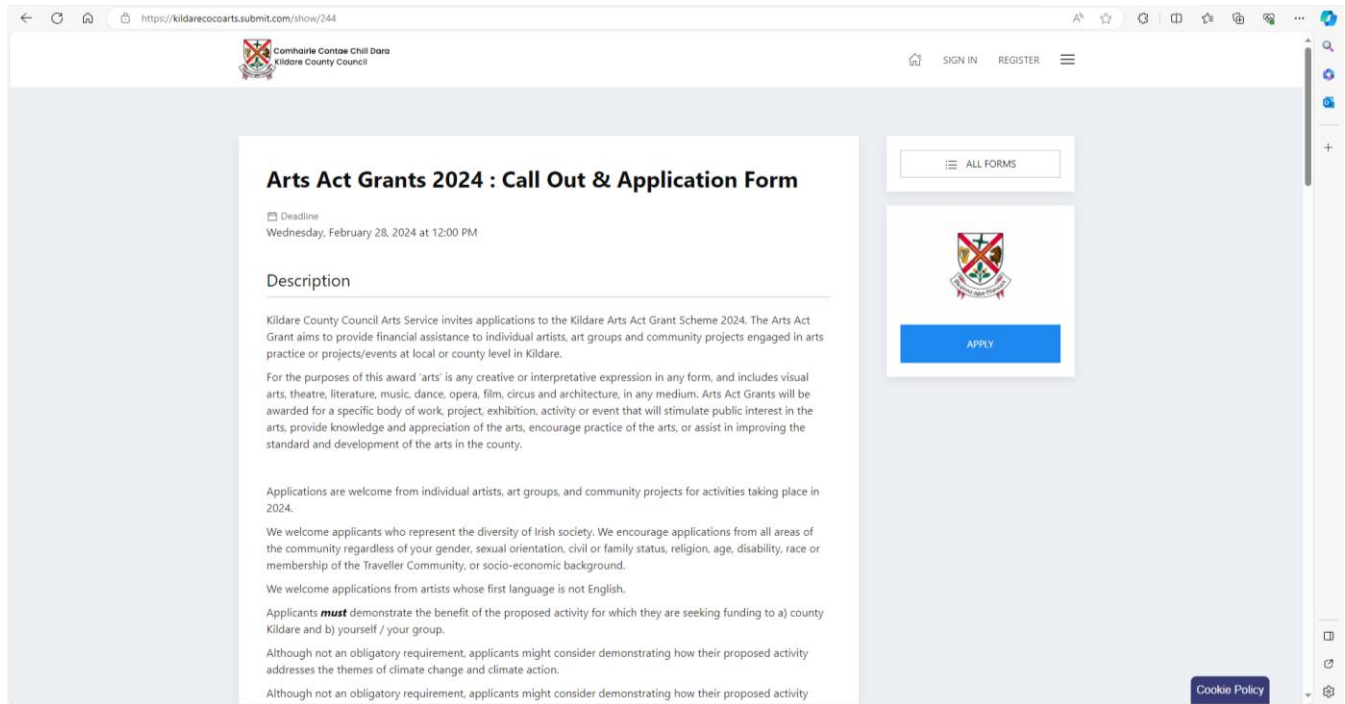 https://kildarecocoarts.submit.com/show/244
Comhairle Contae Chill Dara
Kildare County Council
SIGN IN REGISTER
Arts Act Grants 2024 : Call Out & Application Form
Deadline
Wednesday, February 28, 2024 at 12:00 PM
Description
Kildare County Council Arts Service invites applications to the Kildare Arts Act Grant Scheme 2024. The Arts Act
Grant aims to provide financial assistance to individual artists, art groups and community projects engaged in arts
practice or projects/events at local or county level in Kildare.
For the purposes of this award 'arts' is any creative or interpretative expression in any form, and includes visual
arts, theatre, literature, music, dance, opera, film, circus and architecture, in any medium. Arts Act Grants will be
awarded for a specific body of work, project, exhibition, activity or event that will stimulate public interest in the
arts, provide knowledge and appreciation of the arts, encourage practice of the arts, or assist in improving the
standard and development of the arts in the county.
Applications are welcome from individual artists, art groups, and community projects for activities taking place in
2024.
We welcome applicants who represent the diversity of Irish society. We encourage applications from all areas of
the community regardless of your gender, sexual orientation, civil or family status, religion, age, disability, race or
membership of the Traveller Community, or socio-economic background.
We welcome applications from artists whose first language is not English.
Applicants must demonstrate the benefit of the proposed activity for which they are seeking funding to a) county
Kildare and b) yourself / your group.
Although not an obligatory requirement, applicants might consider demonstrating how their proposed activity
addresses the themes of climate change and climate action.
Although not an obligatory requirement, applicants might consider demonstrating how their proposed activity
ALL FORMS
APPLY
Cookie Policy